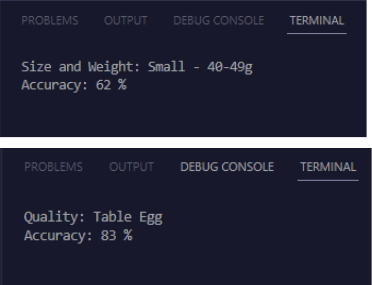 PROBLEMS OUTPUT DEBUG CONSOLE TERMINAL
Size and Weight: Small - 40-49g
Accuracy: 62 %
PROBLEMS OUTPUT DEBUG CONSOLE TERMINAL
Quality: Table Egg
Accuracy: 83 %